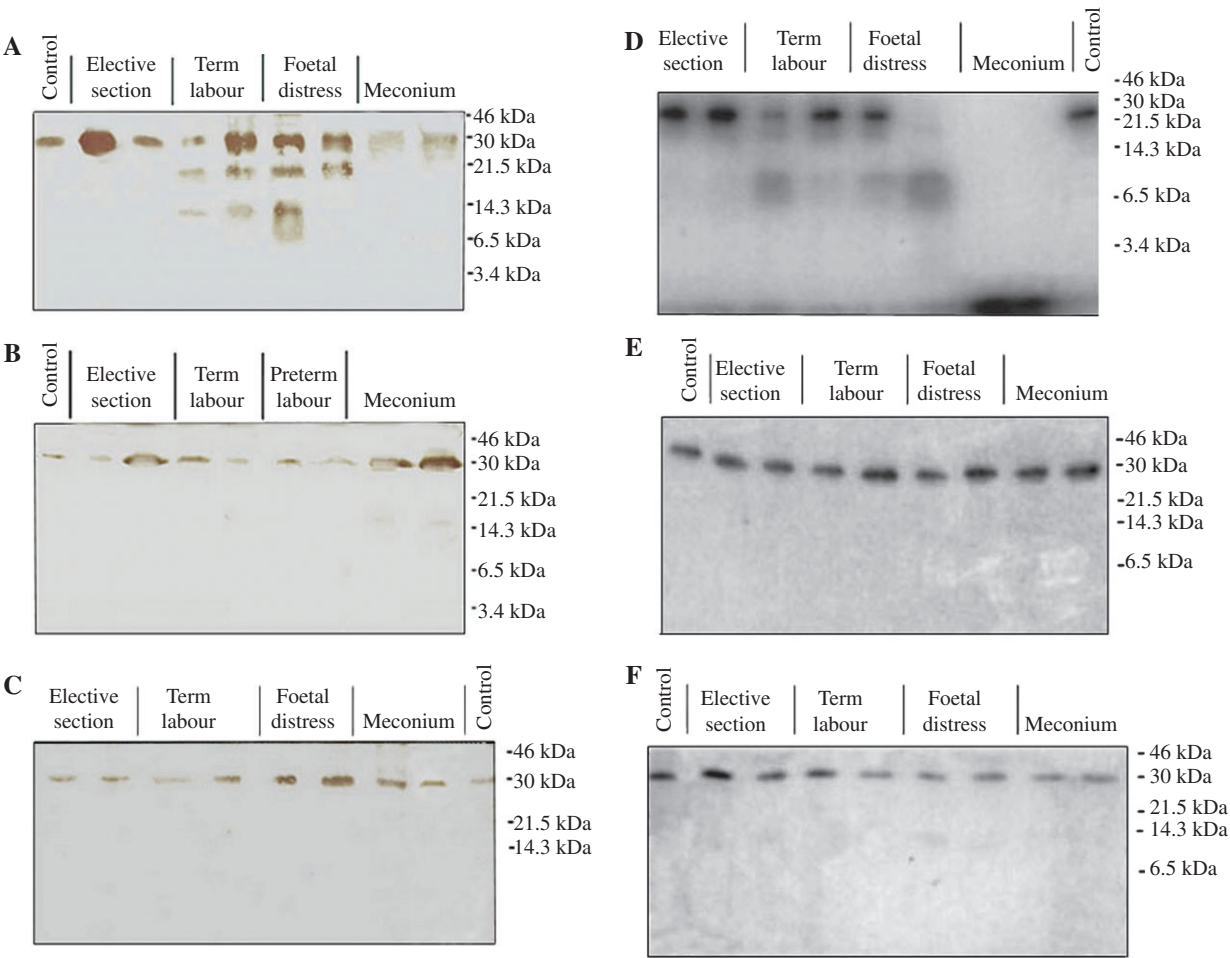 A
Control
Elective
section
Term
labour
Foetal
distress
Meconium
-46 kDa
-30 kDa
-21.5 kDa
-14.3 kDa
-6.5 kDa
-3.4 kDa
B
Control
Elective
section
Term
labour
Preterm
labour
Meconium
-46 kDa
-30 kDa
-21.5 kDa
-14.3 kDa
-6.5 kDa
-3.4 kDa
C
Elective
section
Term
labour
Foetal
distress
Meconium
Control
-46 kDa
-30 kDa
-21.5 kDa
-14.3 kDa
D
Elective
section
Term
labour
Foetal
distress
Meconium
Control
-46 kDa
-30 kDa
-21.5 kDa
-14.3 kDa
-6.5 kDa
-3.4 kDa
E
Control
Elective
section
Term
labour
Foetal
distress
Meconium
-46 kDa
-30 kDa
-21.5 kDa
-14.3 kDa
-6.5 kDa
F
Control
Elective
section
Term
labour
Foetal
distress
Meconium
- 46 kDa
- 30 kDa
- 21.5 kDa
- 14.3 kDa
- 6.5 kDa